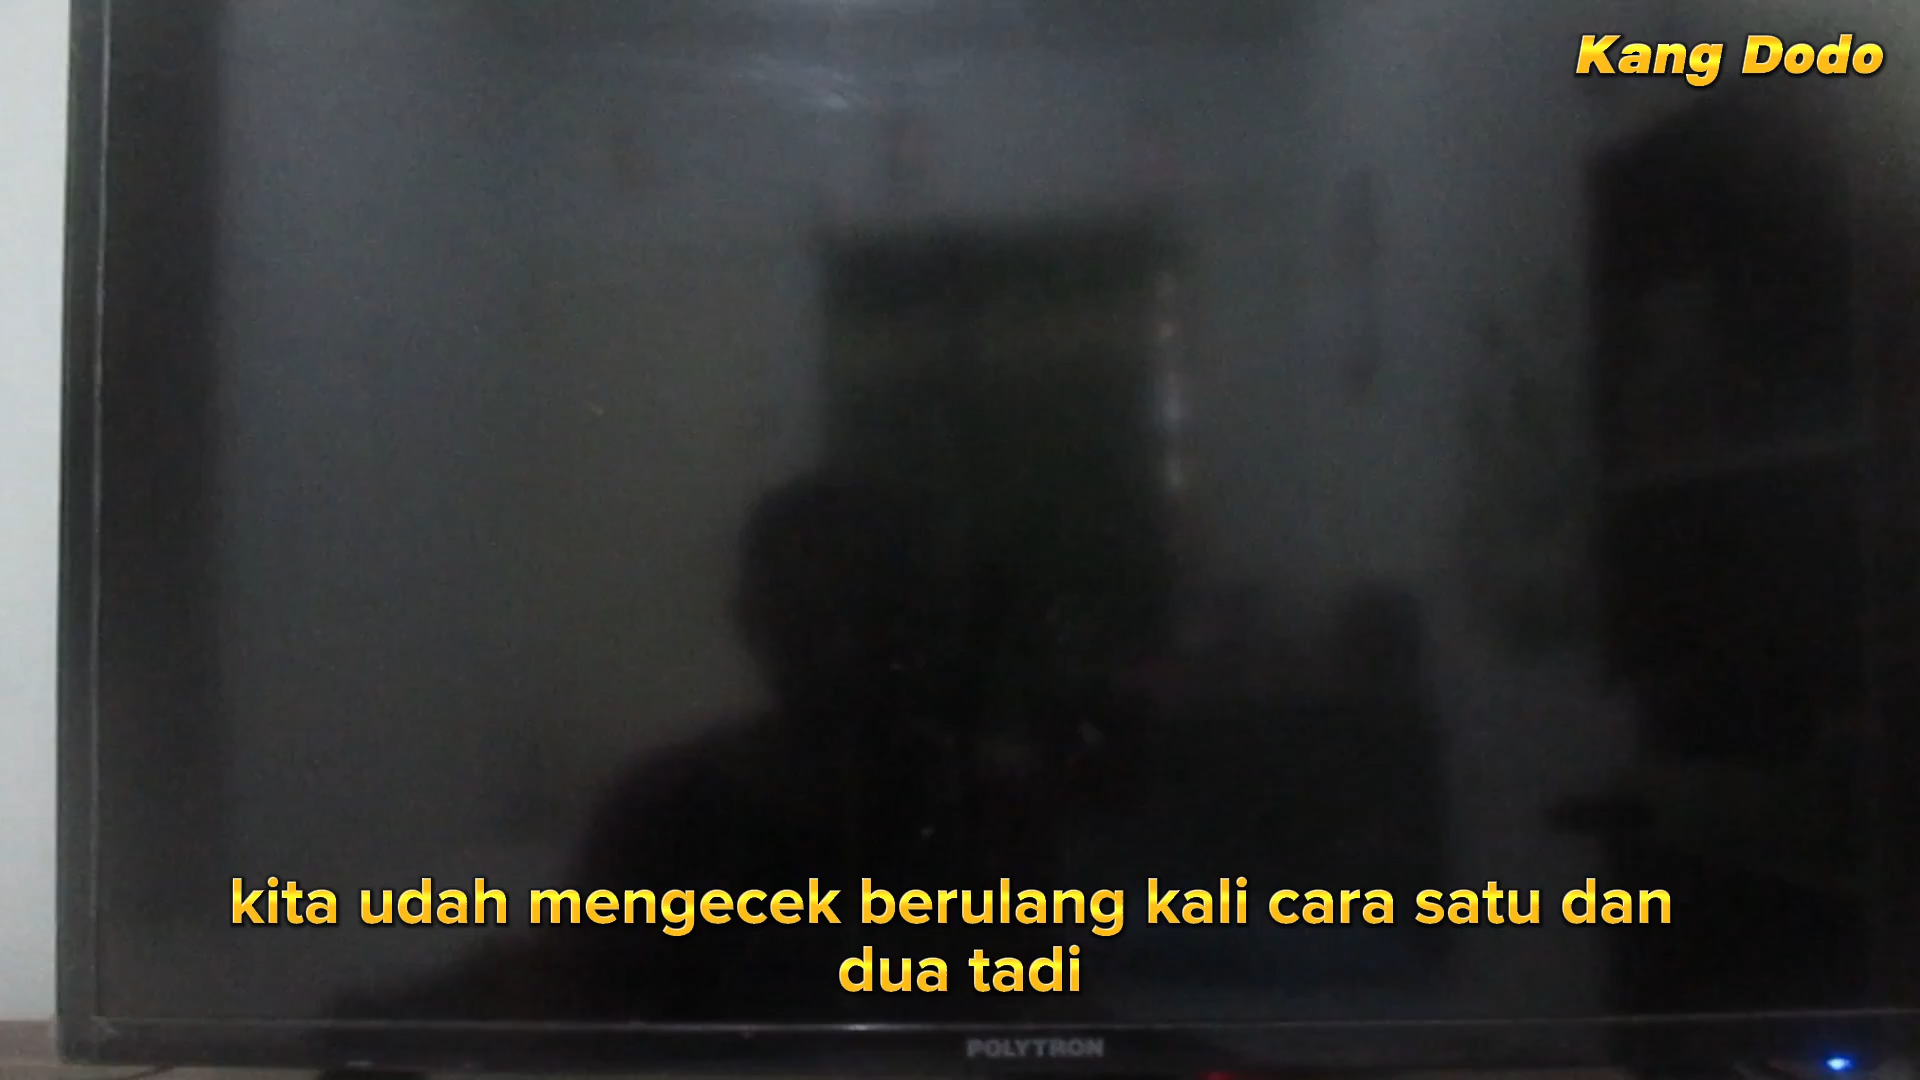 Kang Dodo
kita udah mengecek berulang kali cara satu dan
dua tadi
POLYTRON